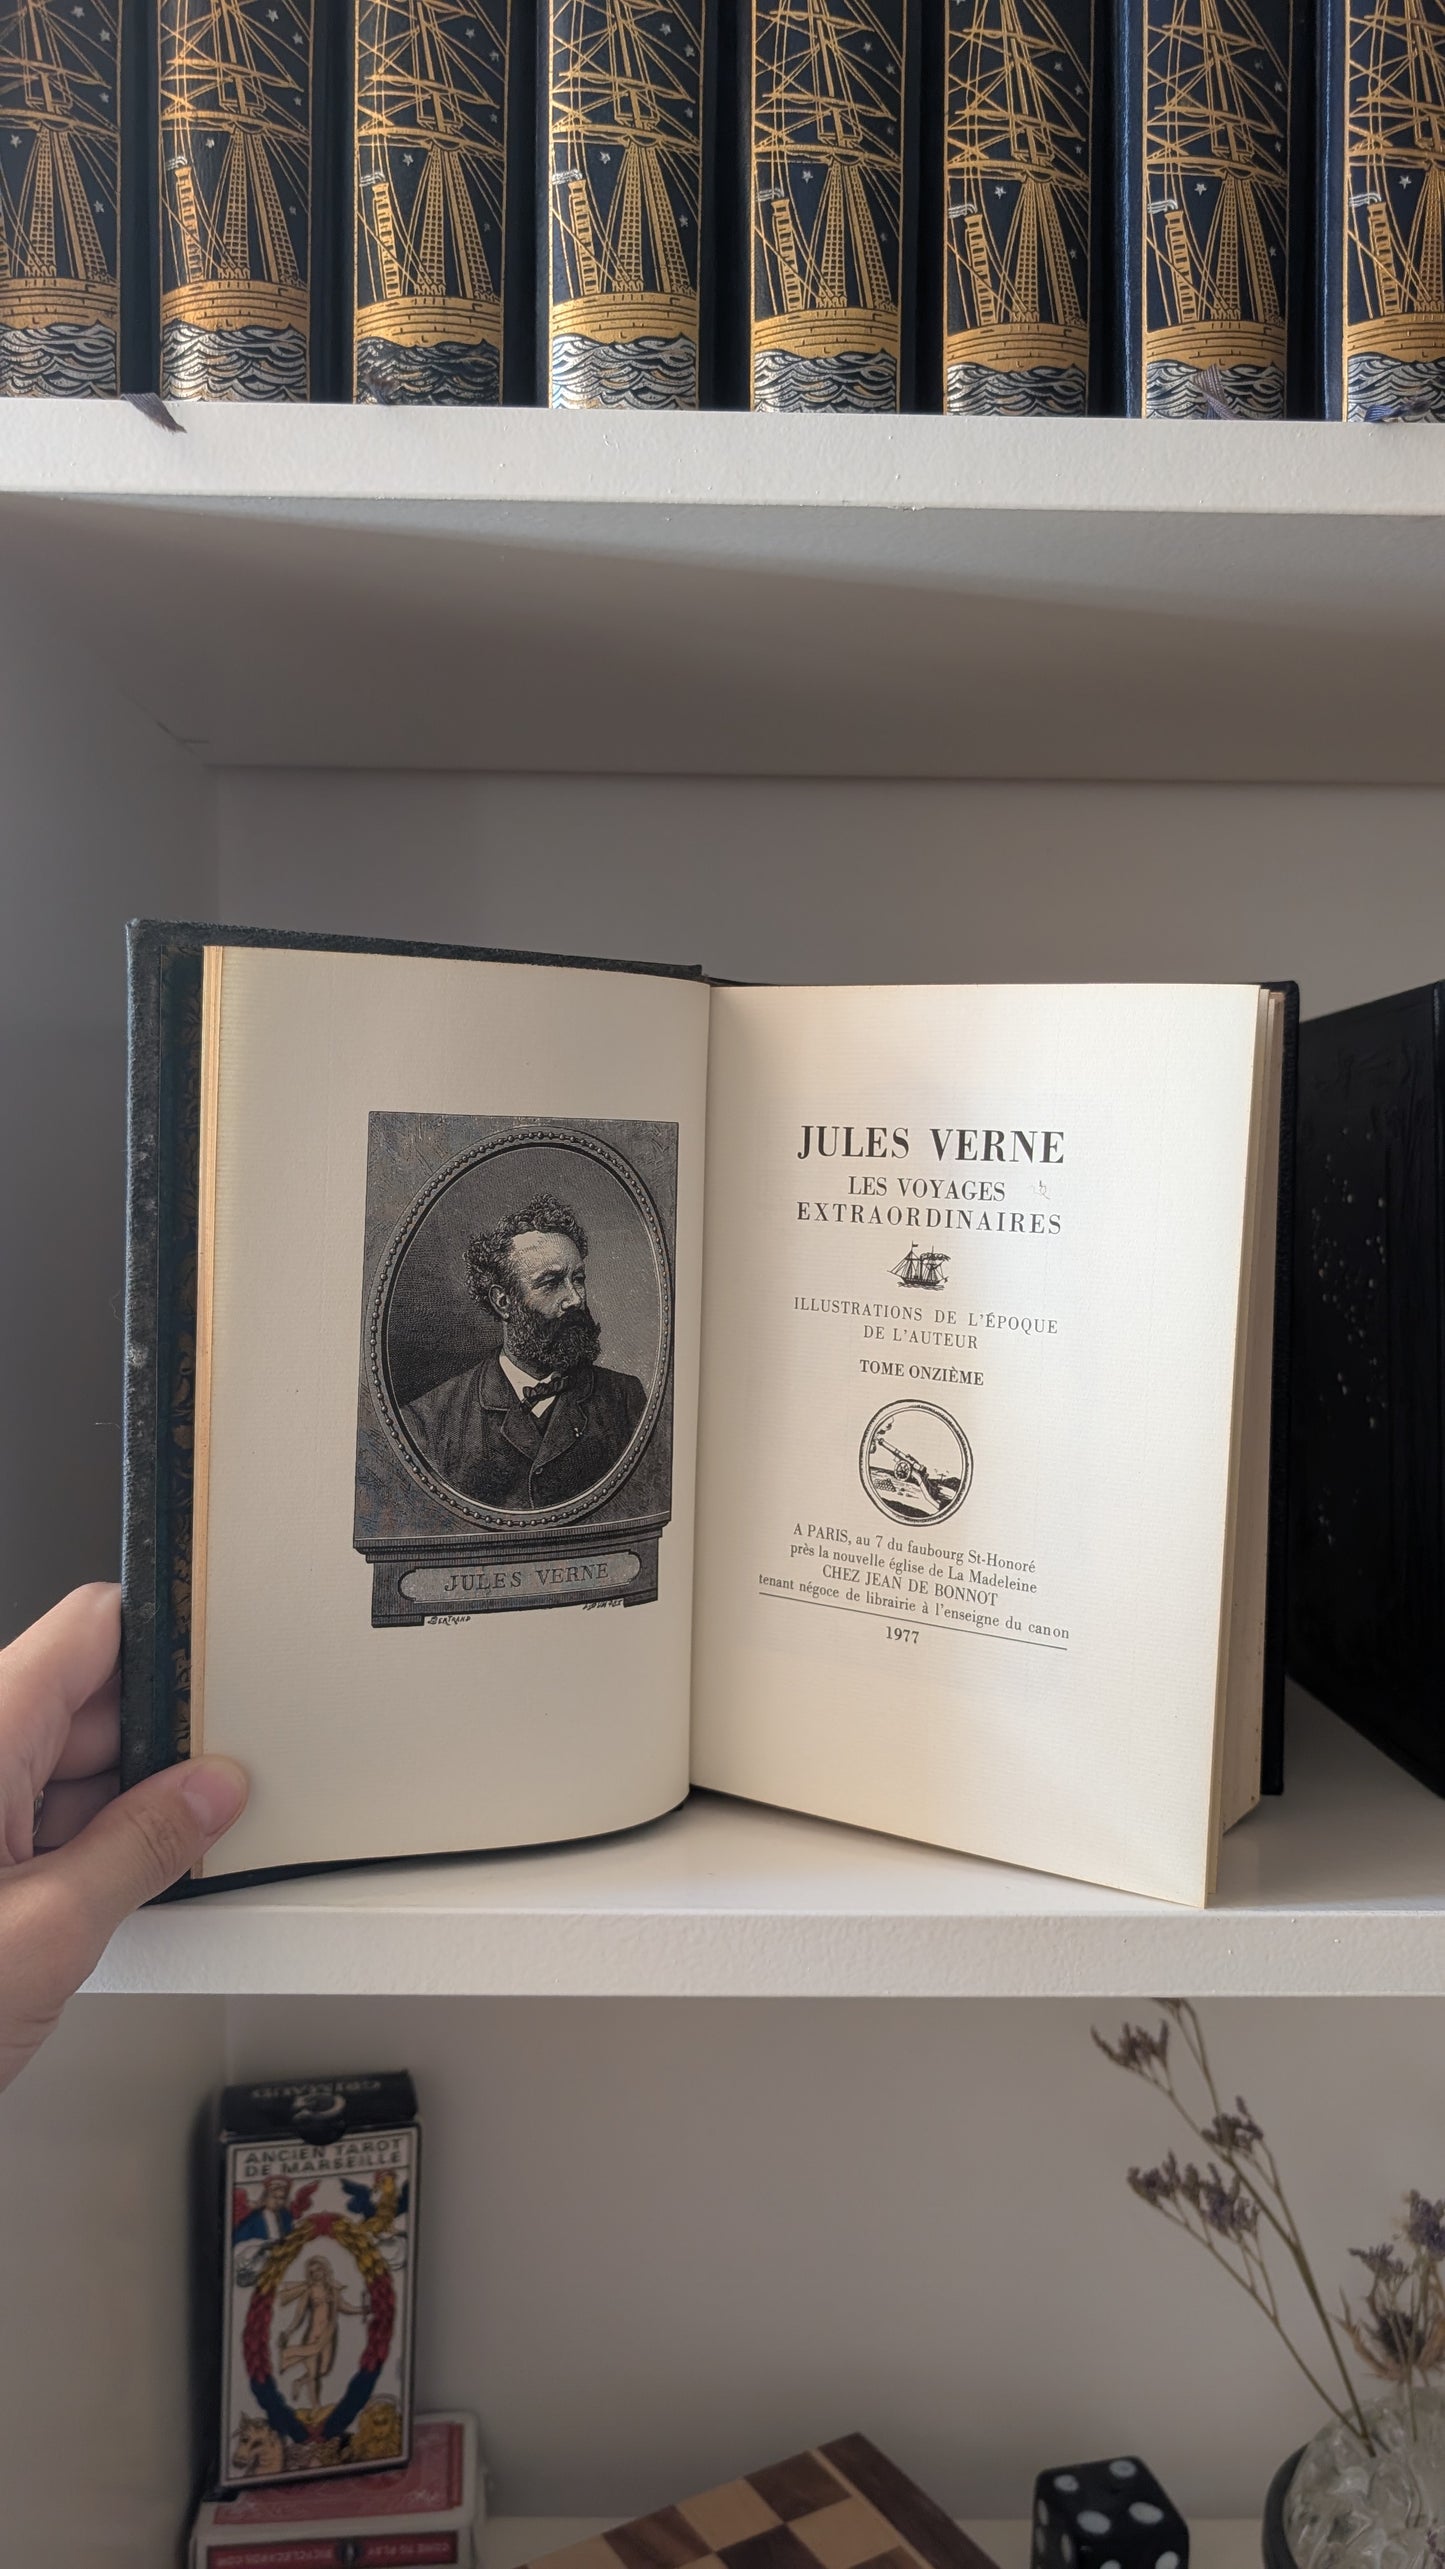 JULES VERNE
LES VOYAGES
EXTRAORDINAIRES
ILLUSTRATIONS DE L'ÉPOQUE
DE L'AUTEUR
TOME ONZIÈME
A PARIS, au 7 du faubourg St-Honoré
près la nouvelle église de La Madeleine
CHEZ JEAN DE BONNOT
tenant négoce de librairie à l'enseigne du canon
1977
JULES VERNE
BERTRAND
GRIMAUD
ANCIEN TAROT
DE MARSEILLE